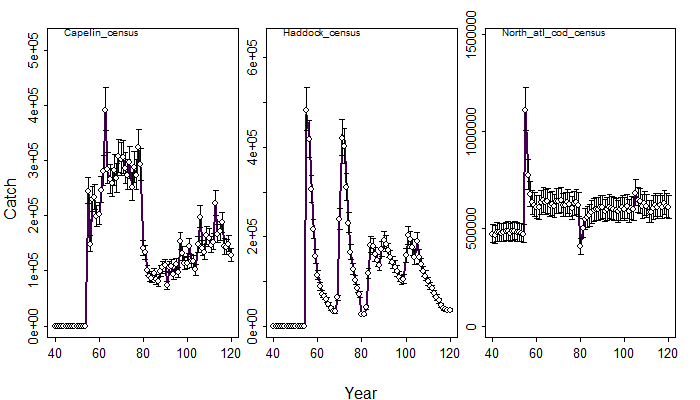 Capelin_census
Haddock_census
North_atl_cod_census
Catch
0e+00
1e+05
2e+05
3e+05
4e+05
5e+05
0e+00
2e+05
4e+05
6e+05
0
500000
1000000
1500000
40 60 80 100 120
40 60 80 100 120
40 60 80 100 120
Year